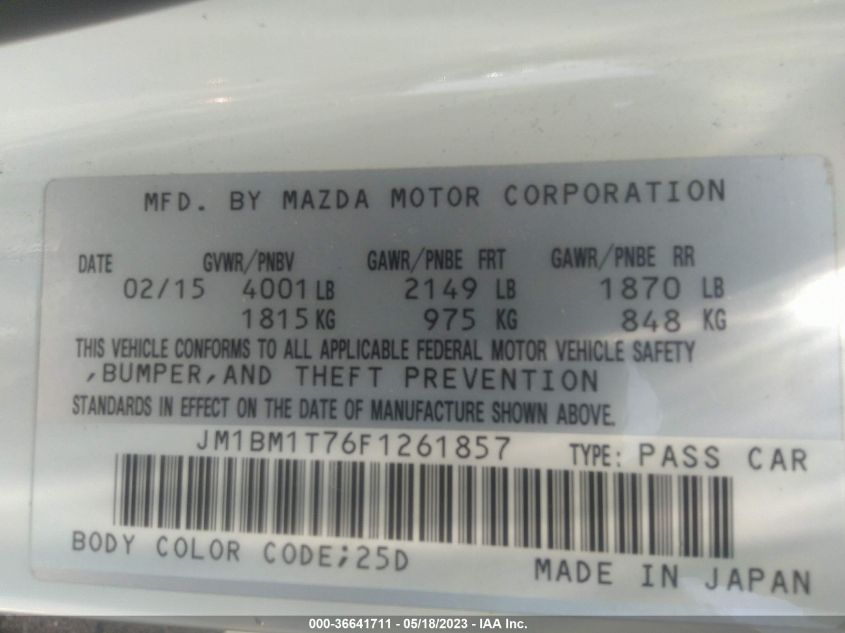 MFD. BY MAZDA MOTOR CORPORATION
DATE GVWR/PNBV GAWR/PNBE FRT GAWR/PNBE RR
02/15 4001 LB 2149 LB 1870 LB
1815 KG 975 KG 848 KG
THIS VEHICLE CONFORMS TO ALL APPLICABLE FEDERAL MOTOR VEHICLE SAFETY
,BUMPER,AND THEFT PREVENTION
STANDARDS IN EFFECT ON THE DATE OF MANUFACTURE SHOWN ABOVE.
JM1BM1T76F1261857 TYPE: PASS CAR
BODY COLOR CODE;25D
MADE IN JAPAN
000-36641711 — 05/18/2023 — IAA Inc.